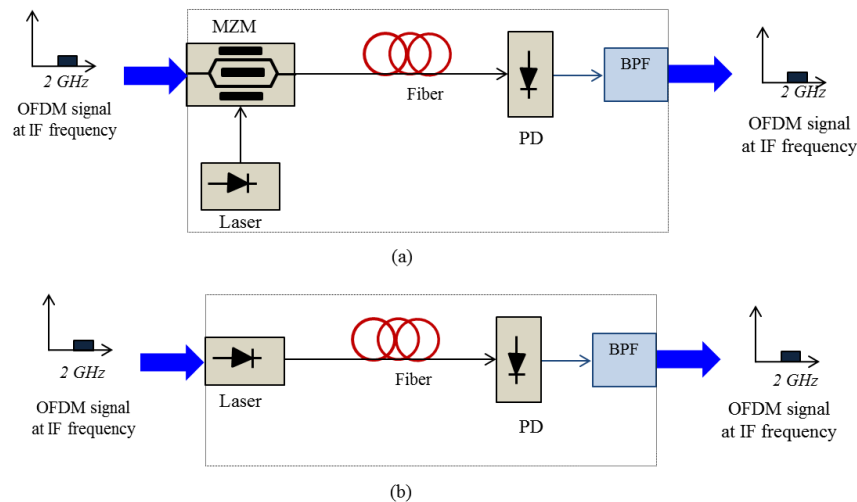 MZM
2 GHz
OFDM signal
at IF frequency
Fiber
PD
BPF
2 GHz
OFDM signal
at IF frequency
Laser
(a)
2 GHz
OFDM signal
at IF frequency
Laser
Fiber
PD
BPF
2 GHz
OFDM signal
at IF frequency
(b)